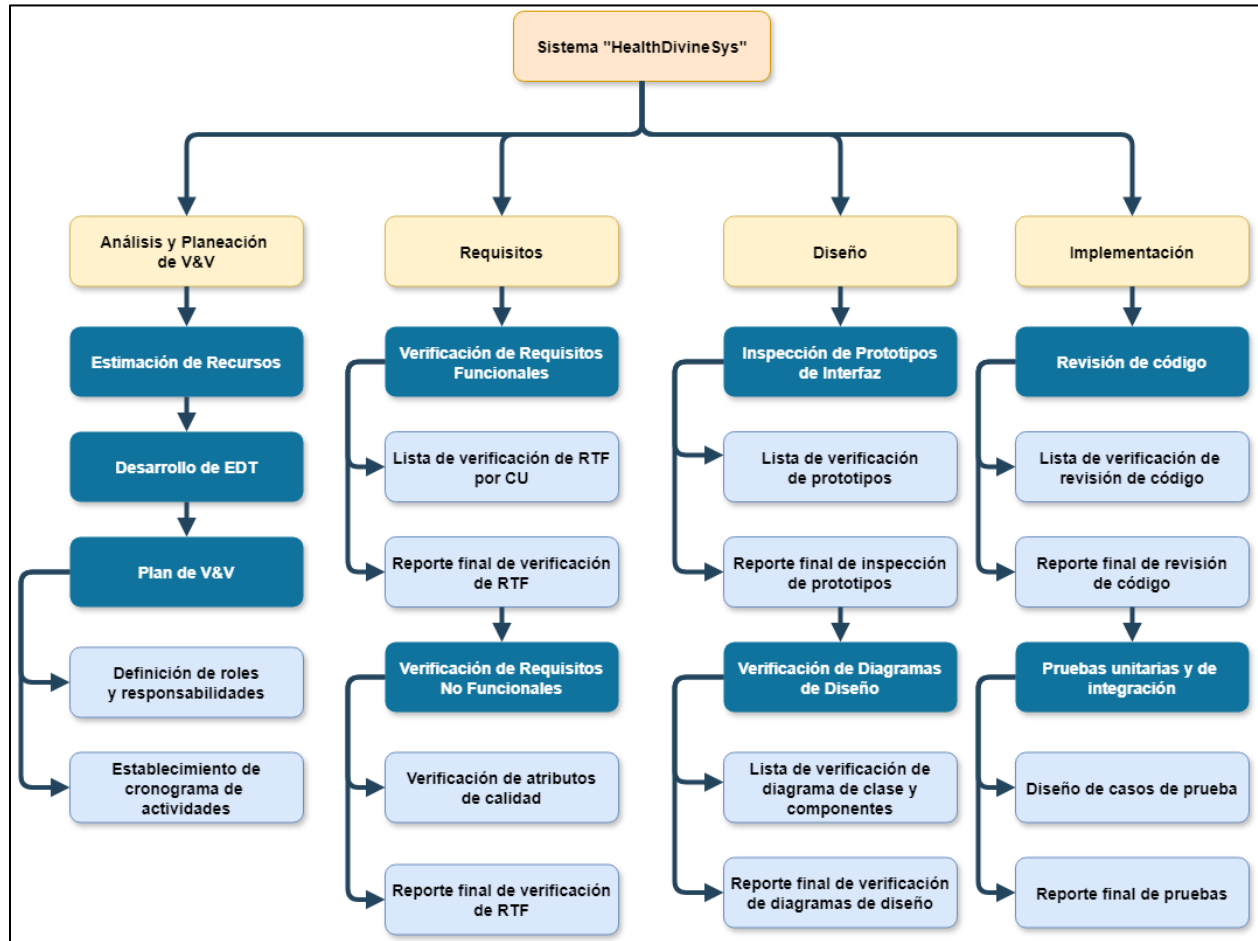 Sistema "HealthDivineSys"
Análisis y Planeación
de V&V
Requisitos
Diseño
Implementación
Estimación de Recursos
Verificación de Requisitos
Funcionales
Inspección de Prototipos
de Interfaz
Revisión de código
Desarrollo de EDT
Lista de verificación de RTF
por CU
Lista de verificación
de prototipos
Lista de verificación de
revisión de código
Plan de V&V
Reporte final de verificación
de RTF
Reporte final de inspección
de prototipos
Reporte final de revisión
de código
Definición de roles
y responsabilidades
Verificación de Requisitos
No Funcionales
Verificación de Diagramas
de Diseño
Pruebas unitarias y de
integración
Establecimiento de
cronograma de
actividades
Verificación de atributos
de calidad
Lista de verificación de
diagrama de clase y
componentes
Diseño de casos de prueba
Reporte final de verificación
de RTF
Reporte final de verificación
de diagramas de diseño
Reporte final de pruebas